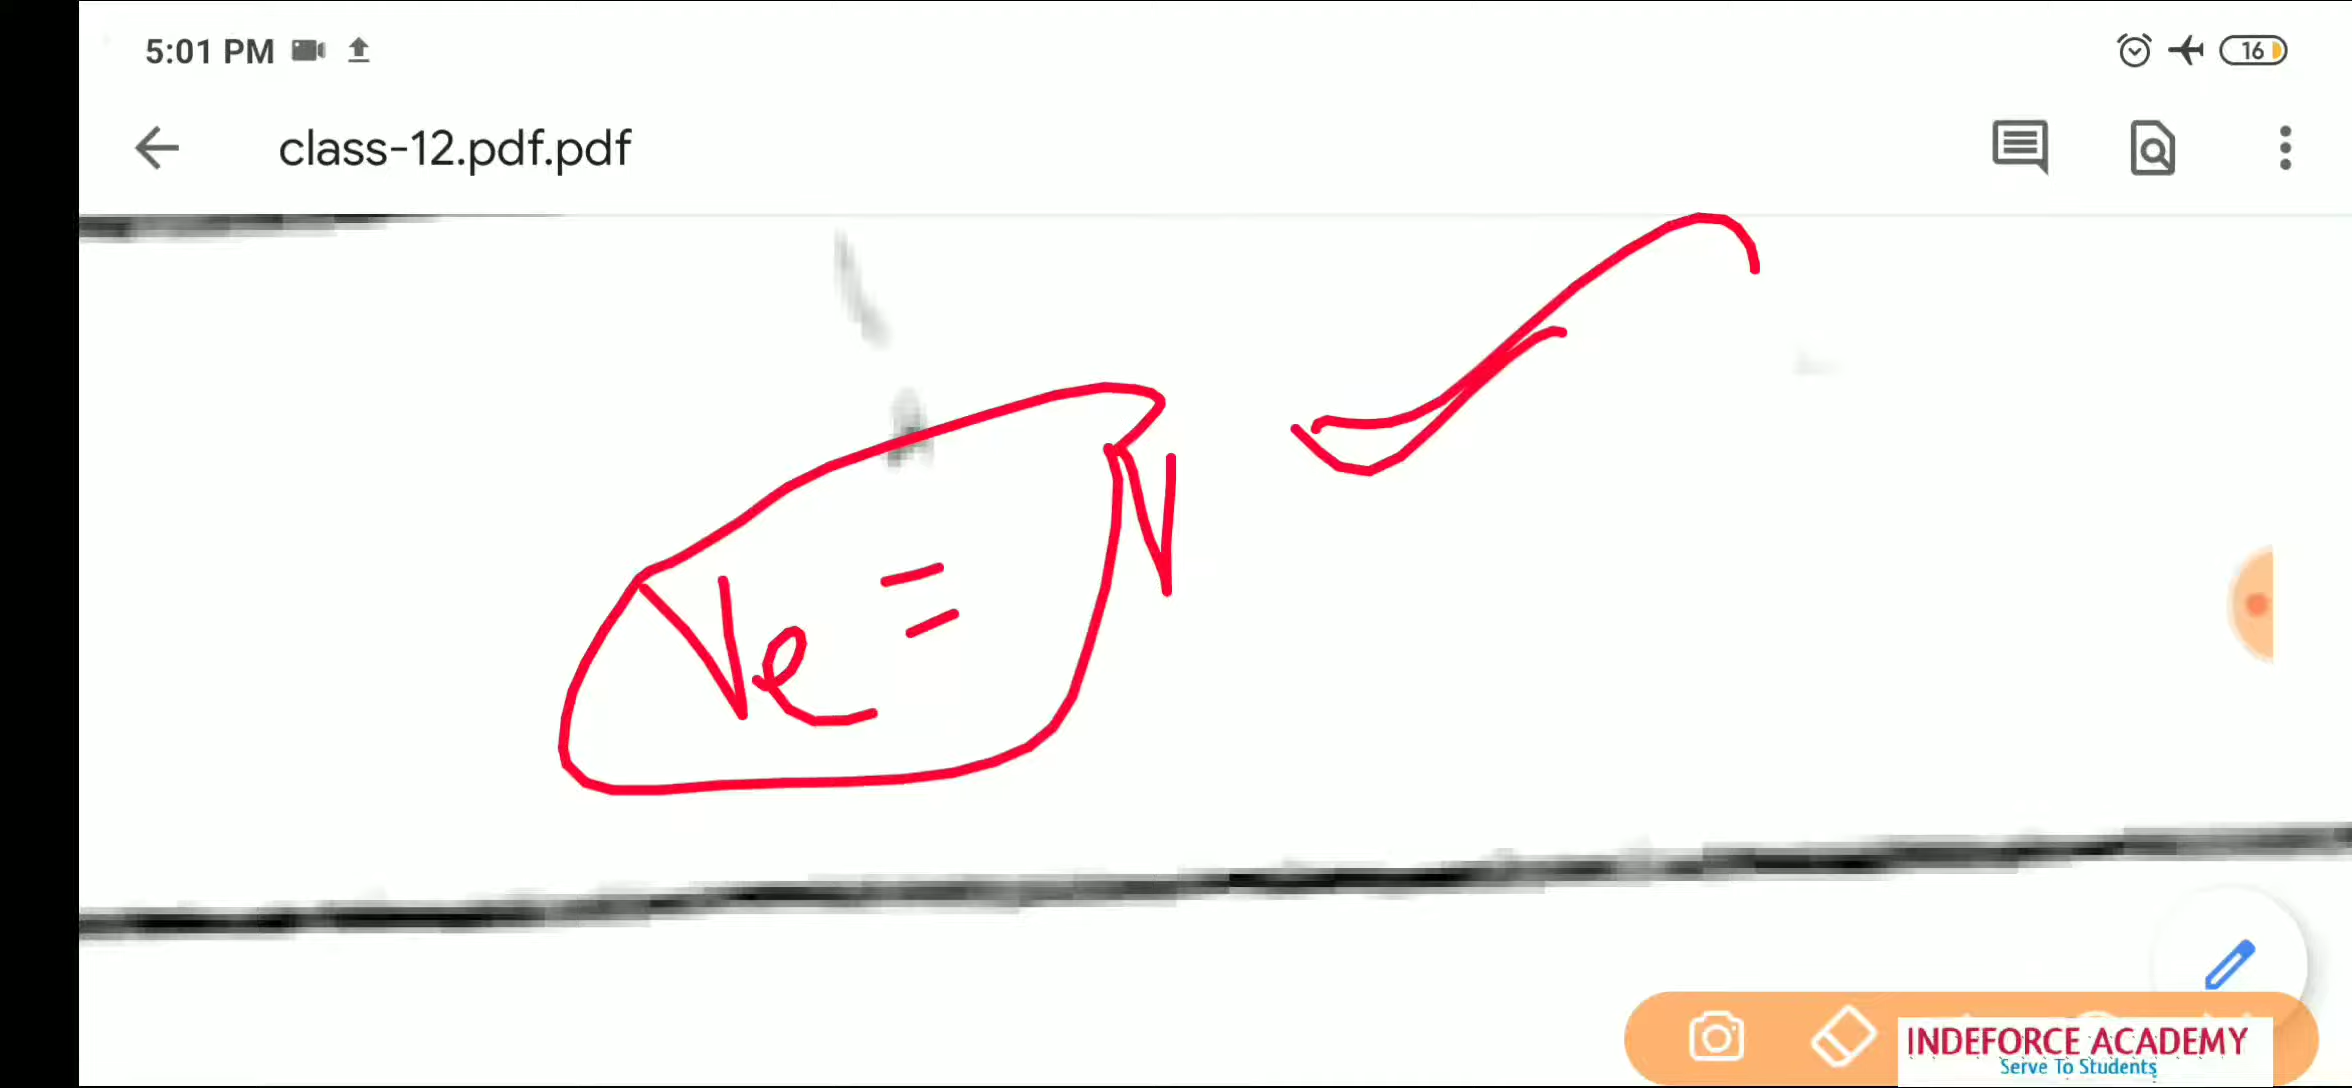 5:01 PM
16
class-12.pdf.pdf
Ve =
INDEFORCE ACADEMY
Serve To Students